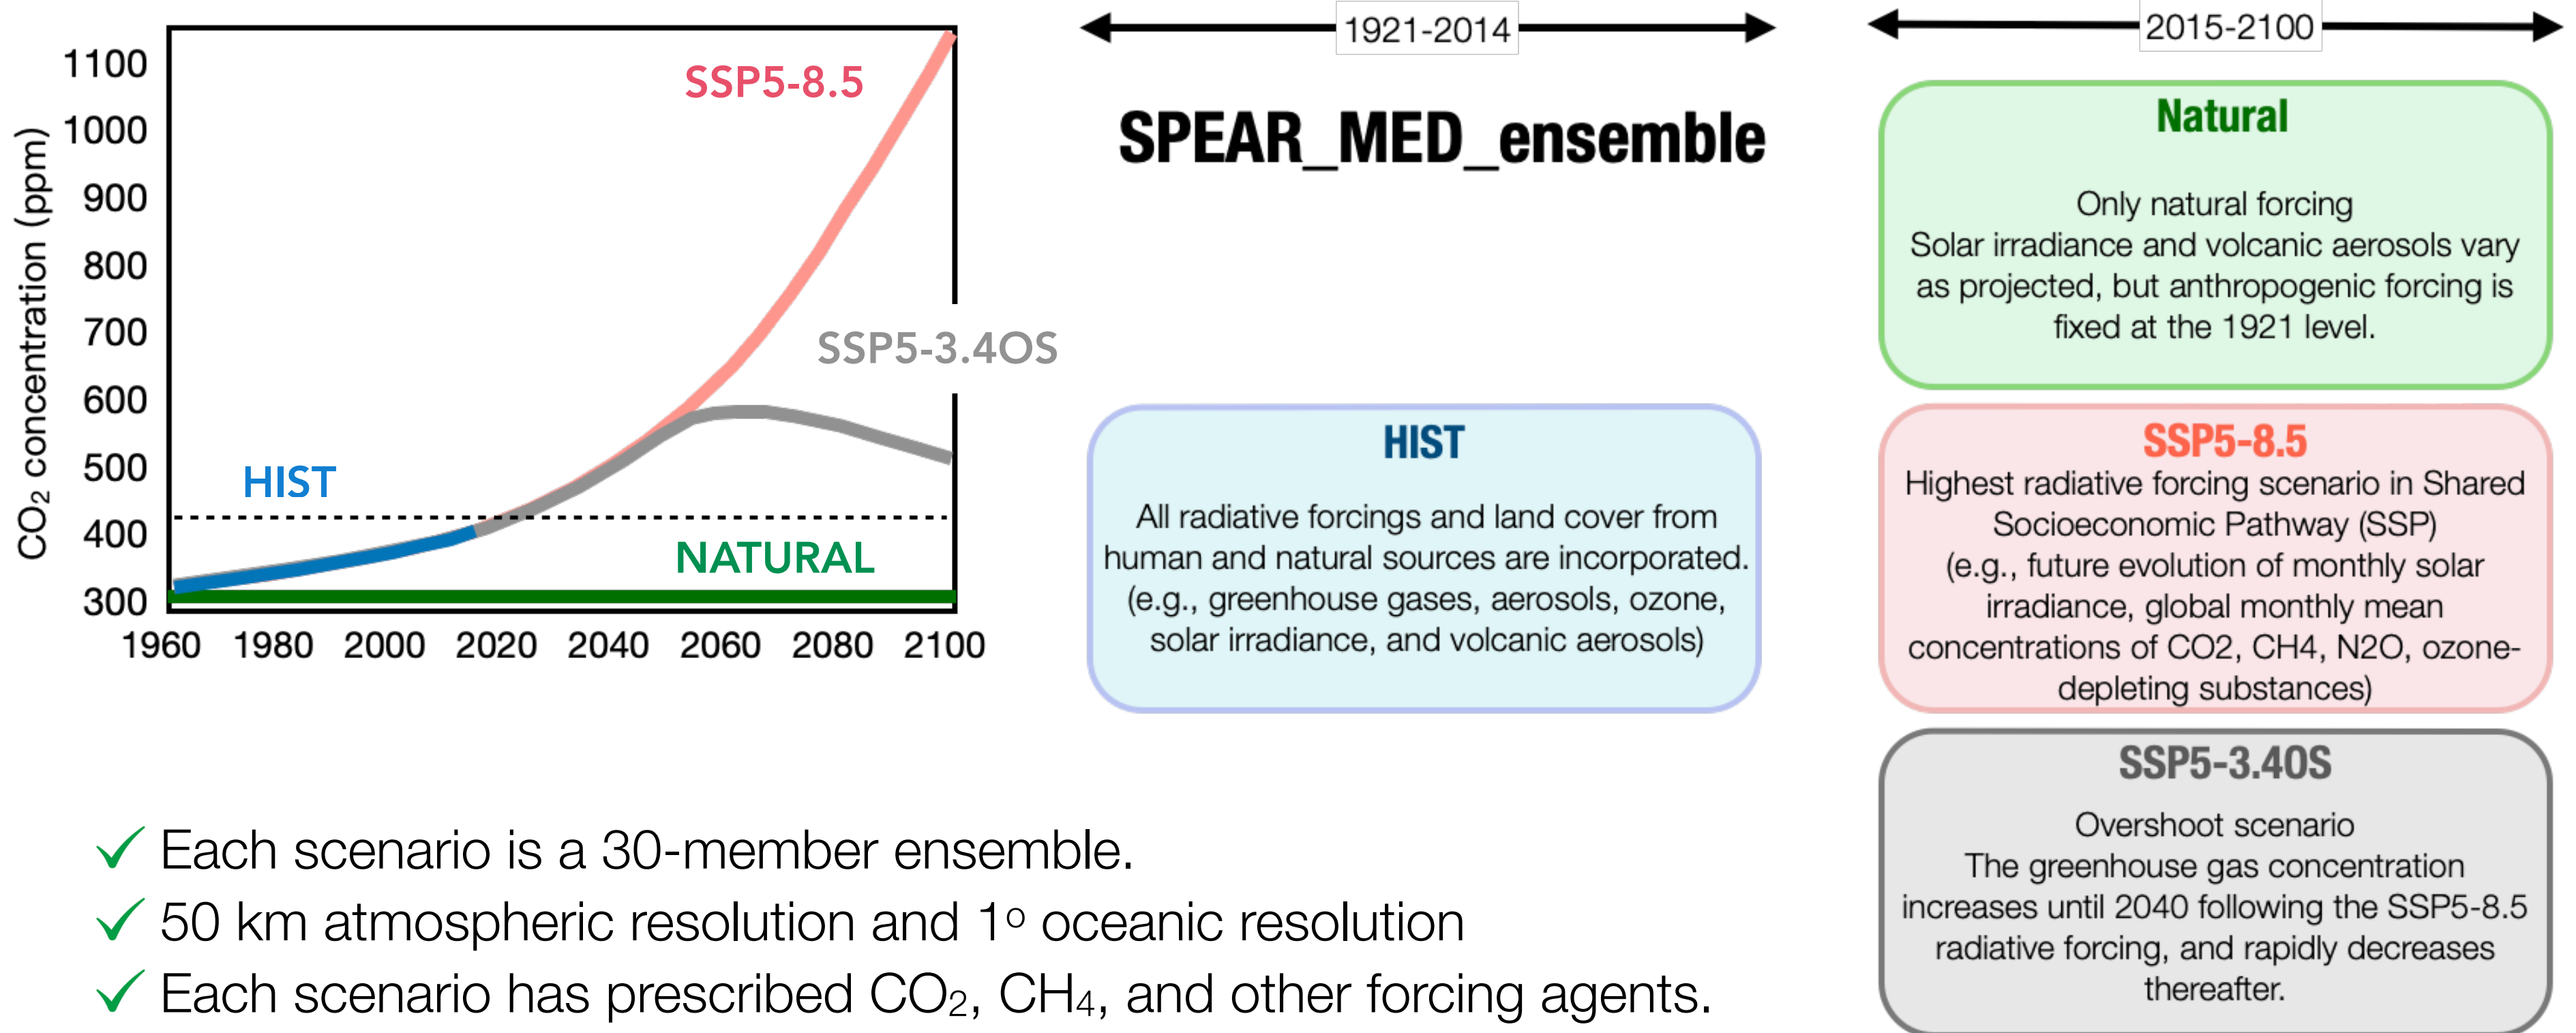 CO₂ concentration (ppm)
1100
1000
900
800
700
600
500
400
300
1960 1980 2000 2020 2040 2060 2080 2100
SSP5-8.5
SSP5-3.4OS
HIST
NATURAL
1921-2014
SPEAR_MED_ensemble
HIST
All radiative forcings and land cover from
human and natural sources are incorporated.
(e.g., greenhouse gases, aerosols, ozone,
solar irradiance, and volcanic aerosols)
2015-2100
Natural
Only natural forcing
Solar irradiance and volcanic aerosols vary
as projected, but anthropogenic forcing is
fixed at the 1921 level.
SSP5-8.5
Highest radiative forcing scenario in Shared
Socioeconomic Pathway (SSP)
(e.g., future evolution of monthly solar
irradiance, global monthly mean
concentrations of CO2, CH4, N2O, ozone-
depleting substances)
SSP5-3.4OS
Overshoot scenario
The greenhouse gas concentration
increases until 2040 following the SSP5-8.5
radiative forcing, and rapidly decreases
thereafter.
✓ Each scenario is a 30-member ensemble.
✓ 50 km atmospheric resolution and 1º oceanic resolution
✓ Each scenario has prescribed CO₂, CH₄, and other forcing agents.